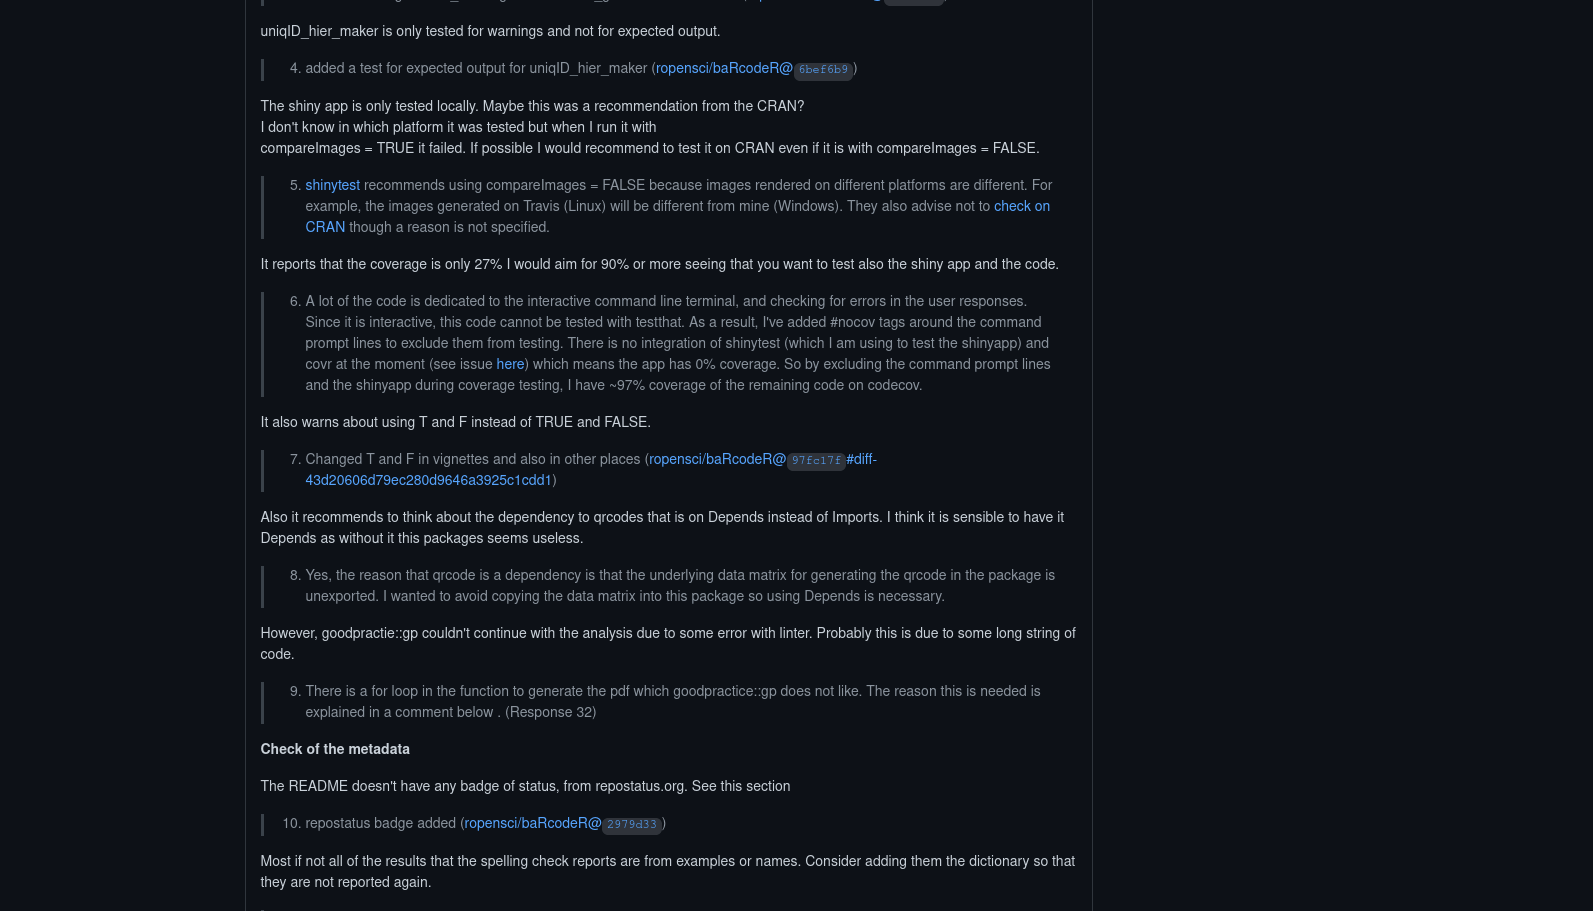 uniqID_hier_maker is only tested for warnings and not for expected output.
4. added a test for expected output for uniqID_hier_maker (ropensci/baRcodeR@6bef6b9)
The shiny app is only tested locally. Maybe this was a recommendation from the CRAN?
I don't know in which platform it was tested but when I run it with
compareImages = TRUE it failed. If possible I would recommend to test it on CRAN even if it is with compareImages = FALSE.
5. shinytest recommends using compareImages = FALSE because images rendered on different platforms are different. For
example, the images generated on Travis (Linux) will be different from mine (Windows). They also advise not to check on
CRAN though a reason is not specified.
It reports that the coverage is only 27% I would aim for 90% or more seeing that you want to test also the shiny app and the code.
6. A lot of the code is dedicated to the interactive command line terminal, and checking for errors in the user responses.
Since it is interactive, this code cannot be tested with testthat. As a result, I've added #nocov tags around the command
prompt lines to exclude them from testing. There is no integration of shinytest (which I am using to test the shinyapp) and
covr at the moment (see issue here) which means the app has 0% coverage. So by excluding the command prompt lines
and the shinyapp during coverage testing, I have ~97% coverage of the remaining code on codecov.
It also warns about using T and F instead of TRUE and FALSE.
7. Changed T and F in vignettes and also in other places (ropensci/baRcodeR@97fc17f#diff-
43d20606d79ec280d9646a3925c1cdd1)
Also it recommends to think about the dependency to qrcodes that is on Depends instead of Imports. I think it is sensible to have it
Depends as without it this packages seems useless.
8. Yes, the reason that qrcode is a dependency is that the underlying data matrix for generating the qrcode in the package is
unexported. I wanted to avoid copying the data matrix into this package so using Depends is necessary.
However, goodpractie::gp couldn't continue with the analysis due to some error with linter. Probably this is due to some long string of
code.
9. There is a for loop in the function to generate the pdf which goodpractice::gp does not like. The reason this is needed is
explained in a comment below . (Response 32)
Check of the metadata
The README doesn't have any badge of status, from repostatus.org. See this section
10. repostatus badge added (ropensci/baRcodeR@2979d33)
Most if not all of the results that the spelling check reports are from examples or names. Consider adding them the dictionary so that
they are not reported again.